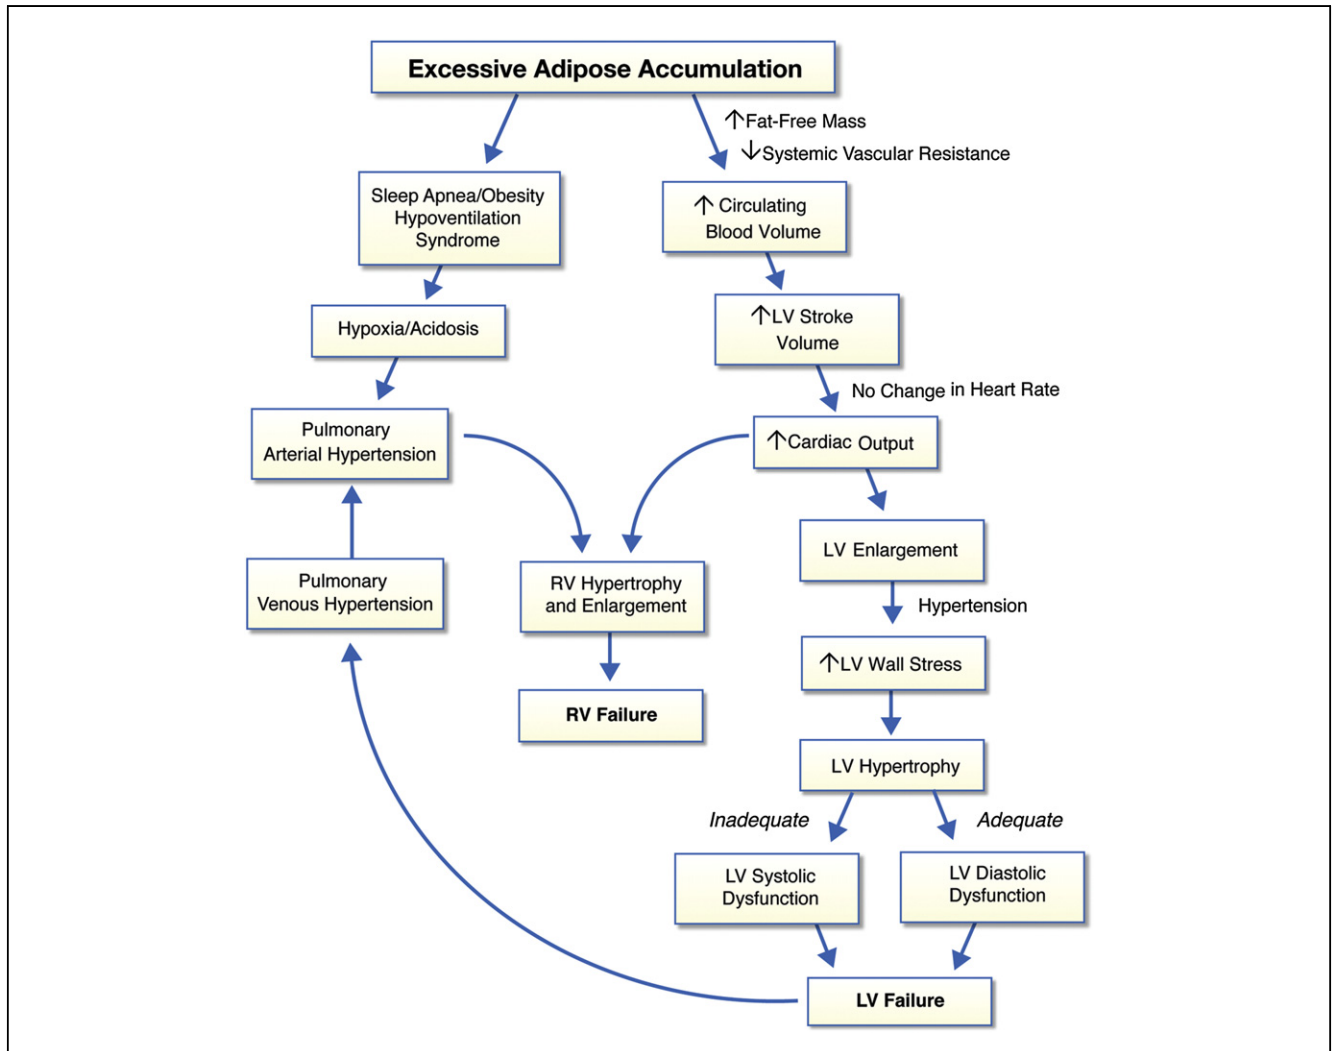 Excessive Adipose Accumulation
↑Fat-Free Mass
↓Systemic Vascular Resistance
Sleep Apnea/Obesity
Hypoventilation
Syndrome
↑ Circulating
Blood Volume
Hypoxia/Acidosis
↑LV Stroke
Volume
No Change in Heart Rate
Pulmonary
Arterial Hypertension
↑Cardiac Output
LV Enlargement
Pulmonary
Venous Hypertension
RV Hypertrophy
and Enlargement
Hypertension
↑LV Wall Stress
RV Failure
LV Hypertrophy
Inadequate
Adequate
LV Systolic
Dysfunction
LV Diastolic
Dysfunction
LV Failure